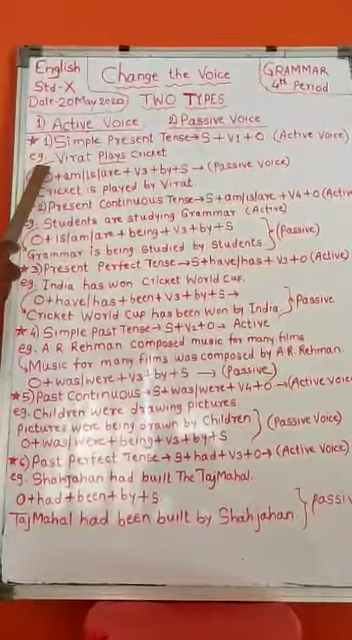 English
Std-X
Date-20May2020
Change the Voice
GRAMMAR
4th Period
TWO TYPES
1) Active Voice 2) Passive Voice
★ 1) Simple Present Tense→S+V1+O (Active Voice)
eg. Virat Plays Cricket
O+am/is/are+V3+by+S→(Passive Voice)
Cricket is played by Virat
2) Present Continuous Tense→S+am/is/are+V4+O (Active
eg. Students are studying Grammar (Active)
O+is/am/are+being+V3+by+S
Grammar is being Studied by Students. } (Passive)
★3) Present Perfect Tense→S+have/has+V3+O (Active)
eg. India has won Cricket World Cup.
O+have/has+been+V3+by+S→
Cricket World Cup has been Won by India } Passive
★4) Simple Past Tense→S+V2+O→Active
eg. A R Rehman composed music for many films
Music for many films was composed by A.R. Rehman.
O+was/were+V3+by+S → (Passive)
★5) Past Continuous→S+was/were+V4+O→(Active Voice
eg. Children were drawing pictures.
Pictures were being drawn by Children } (Passive Voice)
O+was/were+being+V3+by+S
★6) Past Perfect Tense→S+had+V3+O→(Active Voice)
eg. Shahjahan had built The TajMahal.
O+had+been+by+S.
TajMahal had been built by Shahjahan } Passiv